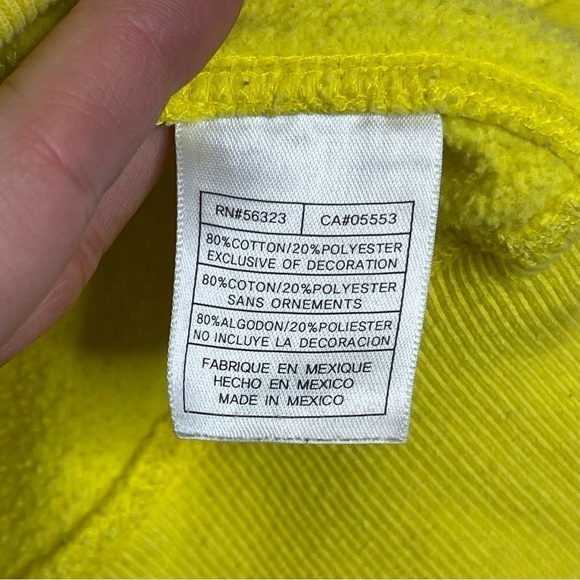 RN#56323 CA#05553
80%COTTON/20%POLYESTER
EXCLUSIVE OF DECORATION
80%COTON/20%POLYESTER
SANS ORNEMENTS
80%ALGODON/20%POLIESTER
NO INCLUYE LA DECORACION
FABRIQUE EN MEXIQUE
HECHO EN MEXICO
MADE IN MEXICO